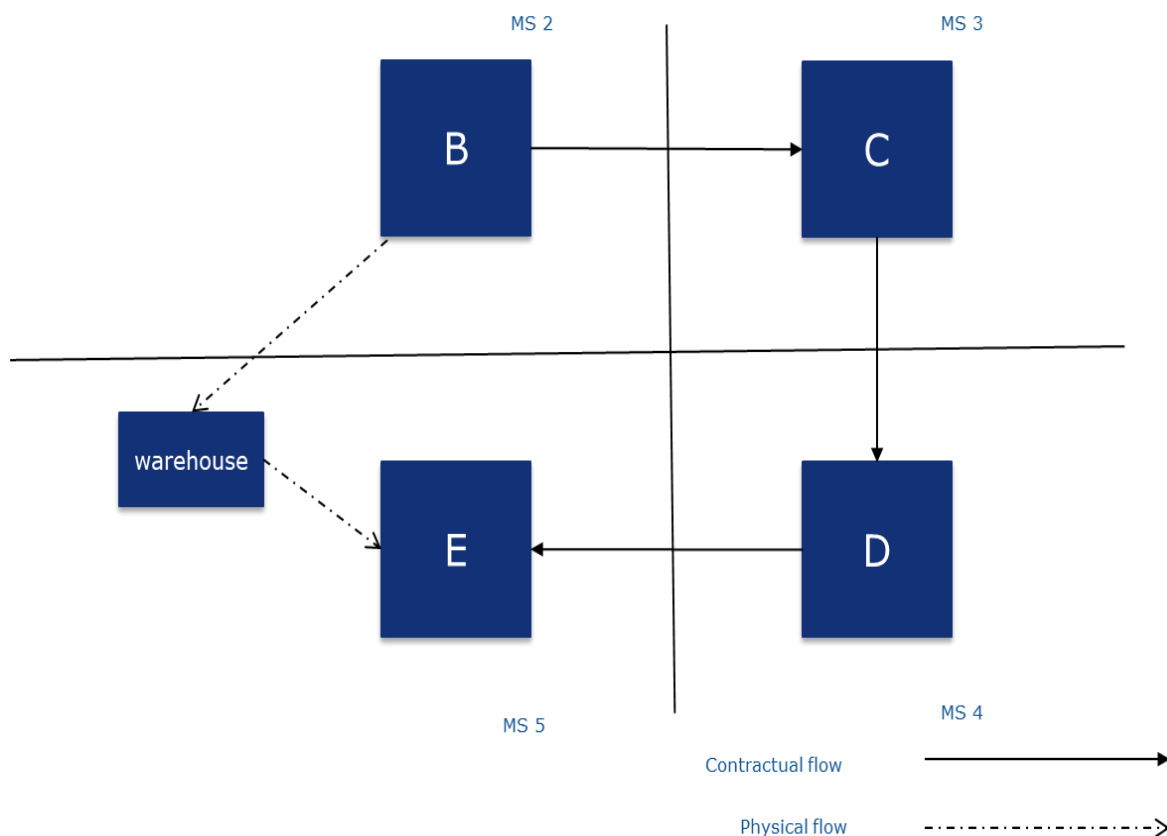 MS 2
MS 3
B
C
warehouse
E
D
MS 5
MS 4
Contractual flow
Physical flow